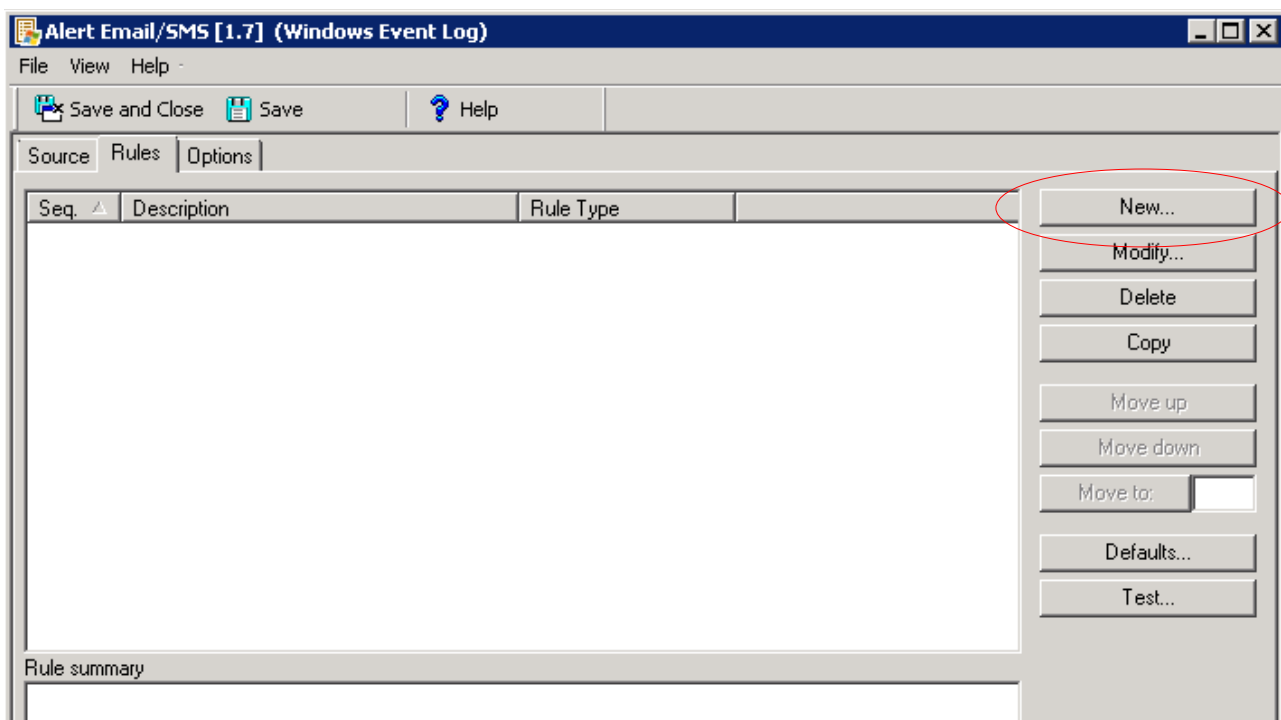 Alert Email/SMS [1.7] (Windows Event Log)
File View Help
Save and Close Save Help
Source Rules Options
Seq. Description Rule Type
New...
Modify...
Delete
Copy
Move up
Move down
Move to:
Defaults...
Test...
Rule summary